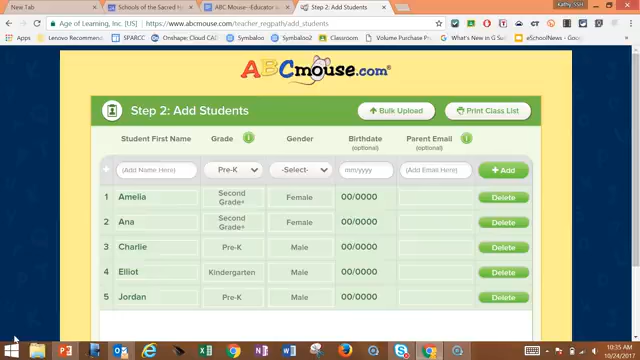 New Tab
Schools of the Sacred H
ABC Mouse--Educator a
Step 2: Add Students
Kathy, SSH
Age of Learning, Inc. [US]
https://www.abcmouse.com/teacher_regpath/add_students
Apps
Lenovo Recommended
SPARCC
Onshape: Cloud CAD
Symbaloo
Symbaloo2
Classroom
Volume Purchase Pro
What's New in G Suit
eSchoolNews
Other bookmarks
ABCmouse.com
Step 2: Add Students
Bulk Upload
Print Class List
Student First Name Grade i Gender Birthdate Parent Email i
(optional) (optional)
(Add Name Here) Pre-K -Select- mm/yyyy (Add Email Here) + Add
1 Amelia Second Grade+ Female 00/0000 Delete
2 Ana Second Grade+ Female 00/0000 Delete
3 Charlie Pre-K Male 00/0000 Delete
4 Elliot Kindergarten Male 00/0000 Delete
5 Jordan Pre-K Male 00/0000 Delete
10:35 AM
10/24/2017